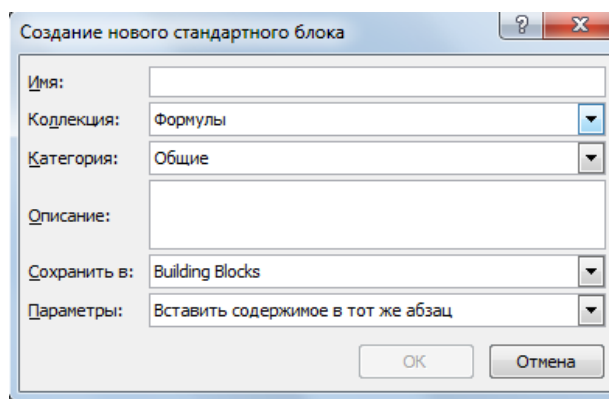 Создание нового стандартного блока
Имя:
Коллекция: Формулы
Категория: Общие
Описание:
Сохранить в: Building Blocks
Параметры: Вставить содержимое в тот же абзац
ОК Отмена